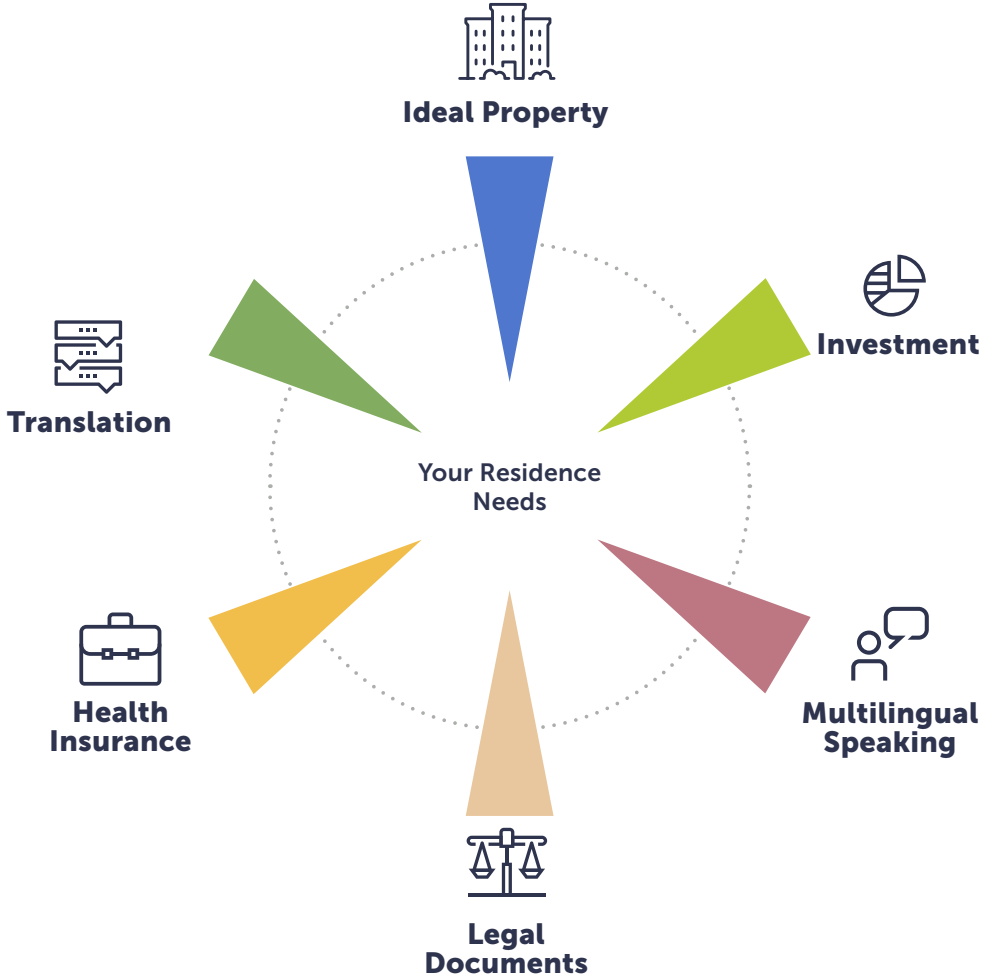 Ideal Property
Investment
Translation
Your Residence
Needs
Health
Insurance
Multilingual
Speaking
Legal
Documents